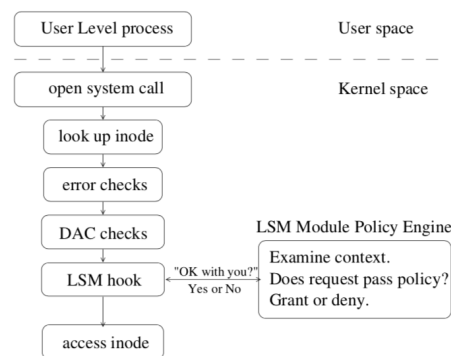 User Level process
User space
open system call
Kernel space
look up inode
error checks
DAC checks
LSM Module Policy Engine
LSM hook
"OK with you?"
Yes or No
Examine context.
Does request pass policy?
Grant or deny.
access inode